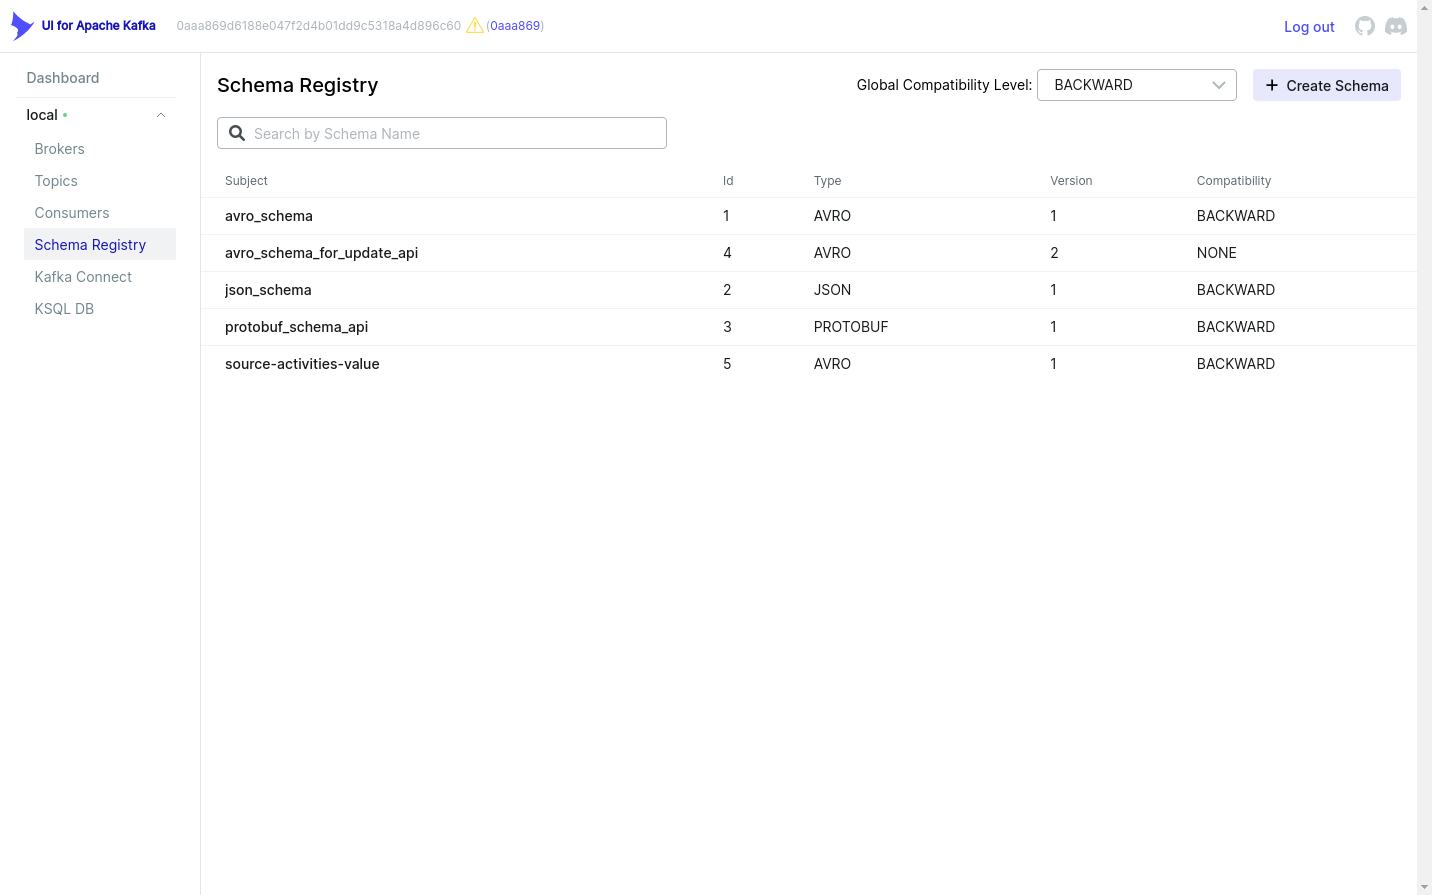 UI for Apache Kafka 0aaa869d6188e047f2d4b01dd9c5318a4d896c60 (0aaa869) Log out
Dashboard
local
Brokers
Topics
Consumers
Schema Registry
Kafka Connect
KSQL DB
Schema Registry Global Compatibility Level: BACKWARD Create Schema
Search by Schema Name
Subject Id Type Version Compatibility
avro_schema 1 AVRO 1 BACKWARD
avro_schema_for_update_api 4 AVRO 2 NONE
json_schema 2 JSON 1 BACKWARD
protobuf_schema_api 3 PROTOBUF 1 BACKWARD
source-activities-value 5 AVRO 1 BACKWARD